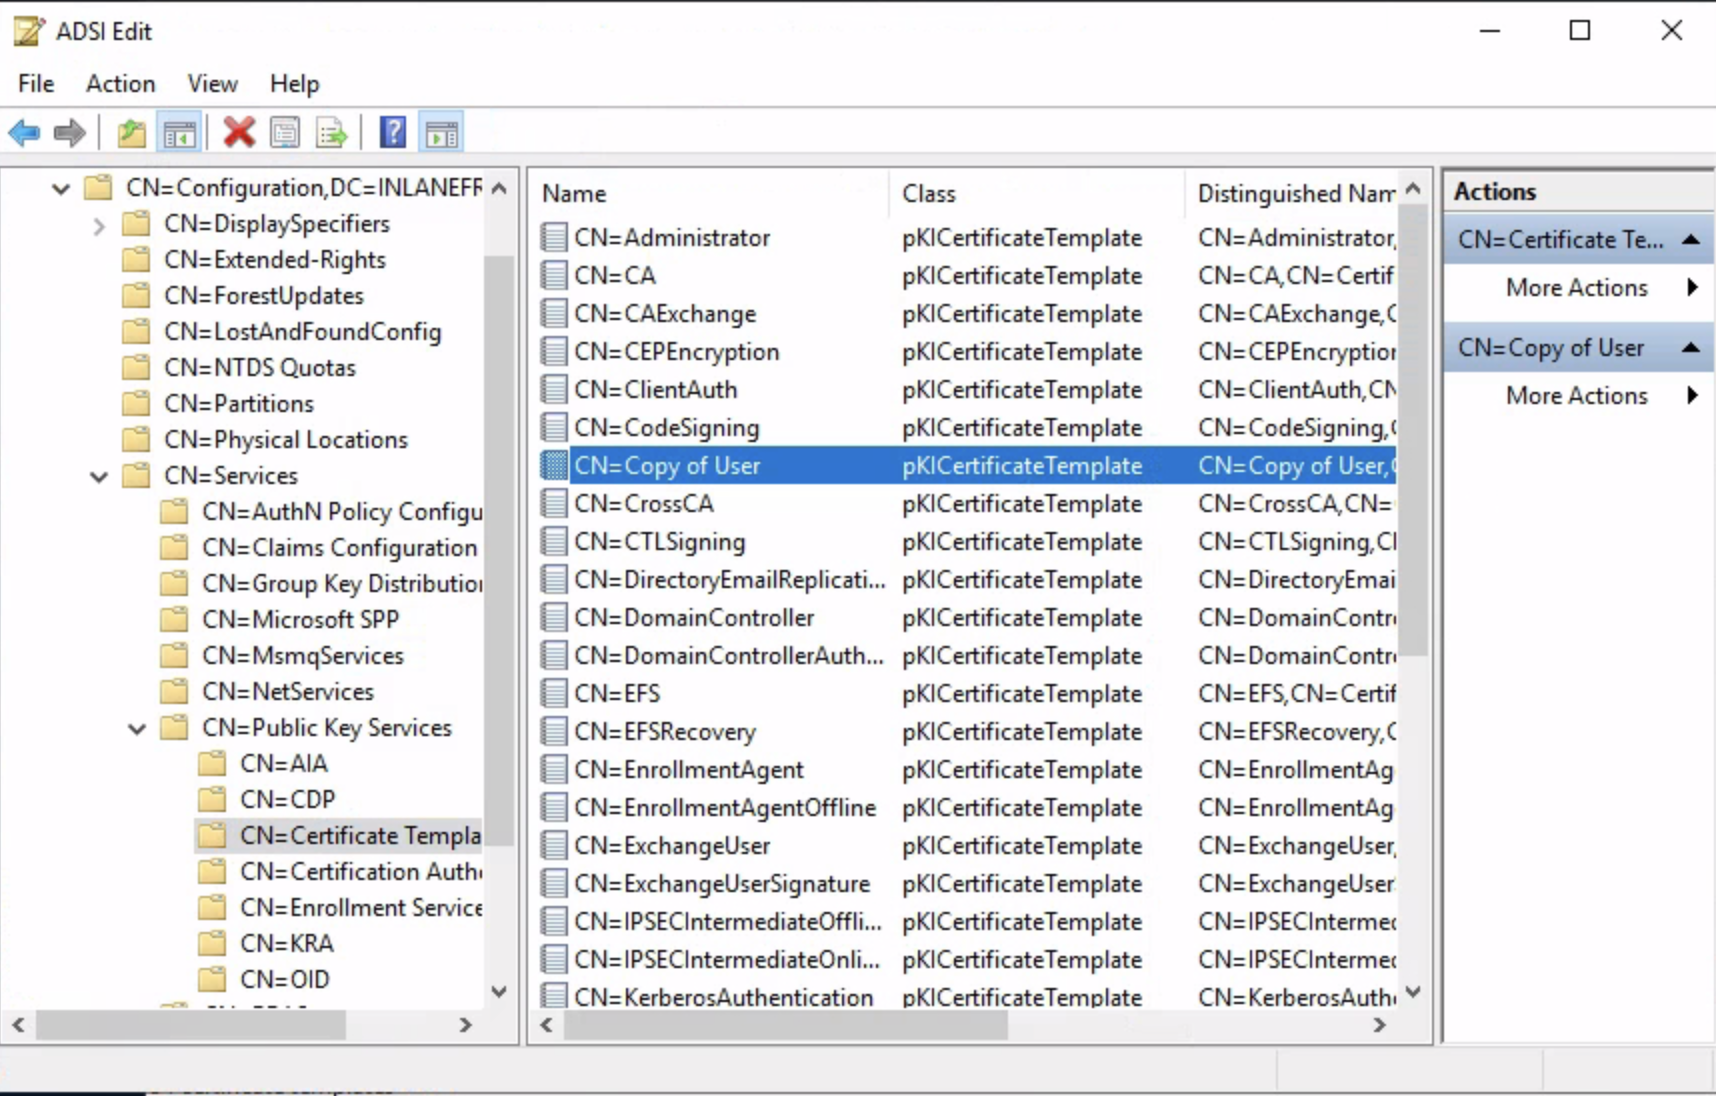 ADSI Edit
File Action View Help
CN=Configuration,DC=INLANEFR
CN=DisplaySpecifiers
CN=Extended-Rights
CN=ForestUpdates
CN=LostAndFoundConfig
CN=NTDS Quotas
CN=Partitions
CN=Physical Locations
CN=Services
CN=AuthN Policy Configu
CN=Claims Configuration
CN=Group Key Distribution
CN=Microsoft SPP
CN=MsmqServices
CN=NetServices
CN=Public Key Services
CN=AIA
CN=CDP
CN=Certificate Templa
CN=Certification Autho
CN=Enrollment Service
CN=KRA
CN=OID
Name Class Distinguished Nam
CN=Administrator pKICertificateTemplate CN=Administrator,
CN=CA pKICertificateTemplate CN=CA,CN=Certif
CN=CAExchange pKICertificateTemplate CN=CAExchange,C
CN=CEPEncryption pKICertificateTemplate CN=CEPEncryption
CN=ClientAuth pKICertificateTemplate CN=ClientAuth,CN
CN=CodeSigning pKICertificateTemplate CN=CodeSigning,C
CN=Copy of User pKICertificateTemplate CN=Copy of User,C
CN=CrossCA pKICertificateTemplate CN=CrossCA,CN=
CN=CTLSigning pKICertificateTemplate CN=CTLSigning,CI
CN=DirectoryEmailReplicati... pKICertificateTemplate CN=DirectoryEmai
CN=DomainController pKICertificateTemplate CN=DomainContr
CN=DomainControllerAuth... pKICertificateTemplate CN=DomainContr
CN=EFS pKICertificateTemplate CN=EFS,CN=Certif
CN=EFSRecovery pKICertificateTemplate CN=EFSRecovery,C
CN=EnrollmentAgent pKICertificateTemplate CN=EnrollmentAg
CN=EnrollmentAgentOffline pKICertificateTemplate CN=EnrollmentAg
CN=ExchangeUser pKICertificateTemplate CN=ExchangeUser,
CN=ExchangeUserSignature pKICertificateTemplate CN=ExchangeUser
CN=IPSECIntermediateOffli... pKICertificateTemplate CN=IPSECIntermed
CN=IPSECIntermediateOnli... pKICertificateTemplate CN=IPSECIntermed
CN=KerberosAuthentication pKICertificateTemplate CN=KerberosAuthe
Actions
CN=Certificate Te...
More Actions
CN=Copy of User
More Actions